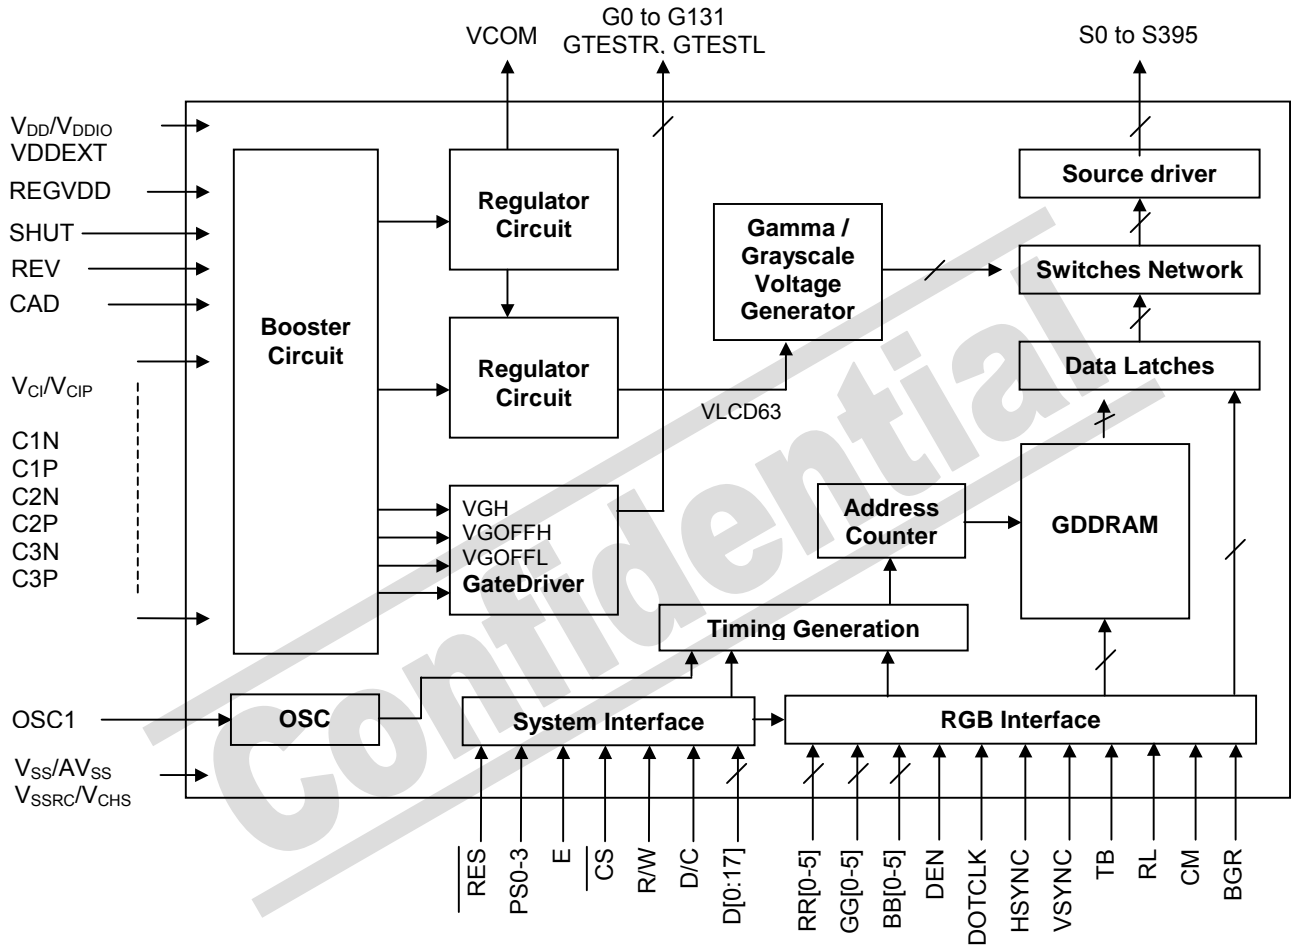 G0 to G131
VCOM
GTESTR, GTESTL
S0 to S395
VDD/VDDIO
VDDEXT
REGVDD
SHUT
REV
CAD
VCI/VCIP
C1N
C1P
C2N
C2P
C3N
C3P
OSC1
VSS/AVSS
VSSRC/VCHS
Booster
Circuit
Regulator
Circuit
Regulator
Circuit
VLCD63
VGH
VGOFFH
VGOFFL
GateDriver
Gamma /
Grayscale
Voltage
Generator
Source driver
Switches Network
Data Latches
GDDRAM
Address
Counter
Timing Generation
OSC
System Interface
RGB Interface
RES
PS0-3
E
CS
R/W
D/C
D[0:17]
RR[0-5]
GG[0-5]
BB[0-5]
DEN
DOTCLK
HSYNC
VSYNC
TB
RL
CM
BGR
Confidential